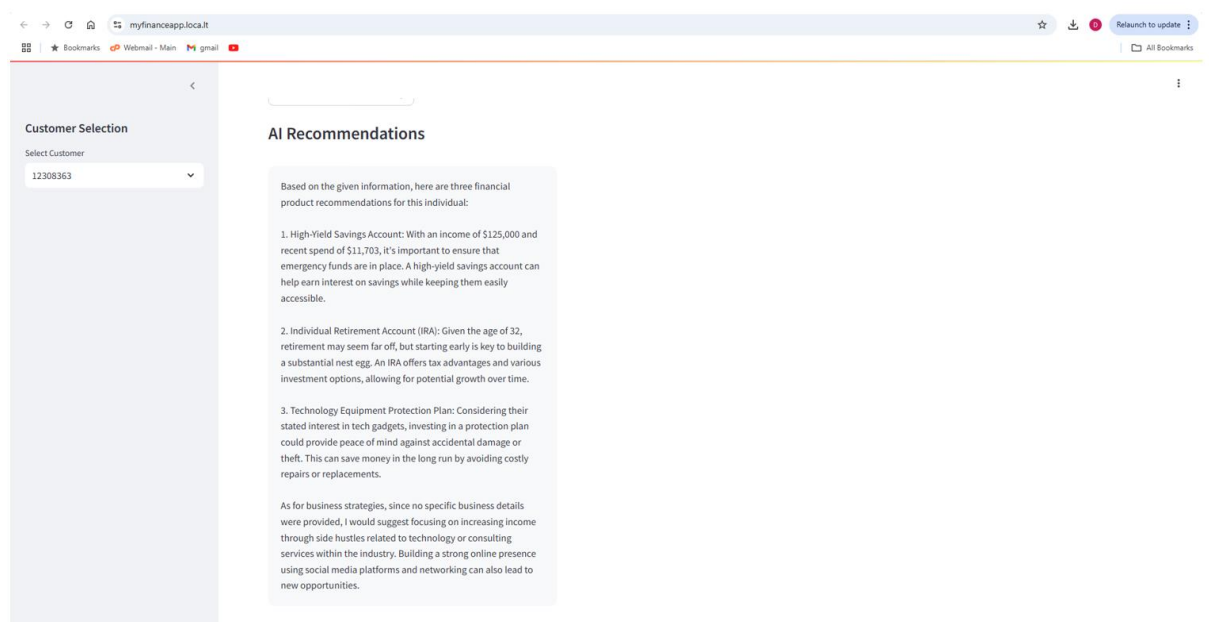 myfinanceapp.loca.lt
D
Relaunch to update
Bookmarks
Webmail - Main
gmail
All Bookmarks
Customer Selection
Select Customer
12308363
AI Recommendations
Based on the given information, here are three financial
product recommendations for this individual:
1. High-Yield Savings Account: With an income of $125,000 and
recent spend of $11,703, it's important to ensure that
emergency funds are in place. A high-yield savings account can
help earn interest on savings while keeping them easily
accessible.
2. Individual Retirement Account (IRA): Given the age of 32,
retirement may seem far off, but starting early is key to building
a substantial nest egg. An IRA offers tax advantages and various
investment options, allowing for potential growth over time.
3. Technology Equipment Protection Plan: Considering their
stated interest in tech gadgets, investing in a protection plan
could provide peace of mind against accidental damage or
theft. This can save money in the long run by avoiding costly
repairs or replacements.
As for business strategies, since no specific business details
were provided, I would suggest focusing on increasing income
through side hustles related to technology or consulting
services within the industry. Building a strong online presence
using social media platforms and networking can also lead to
new opportunities.